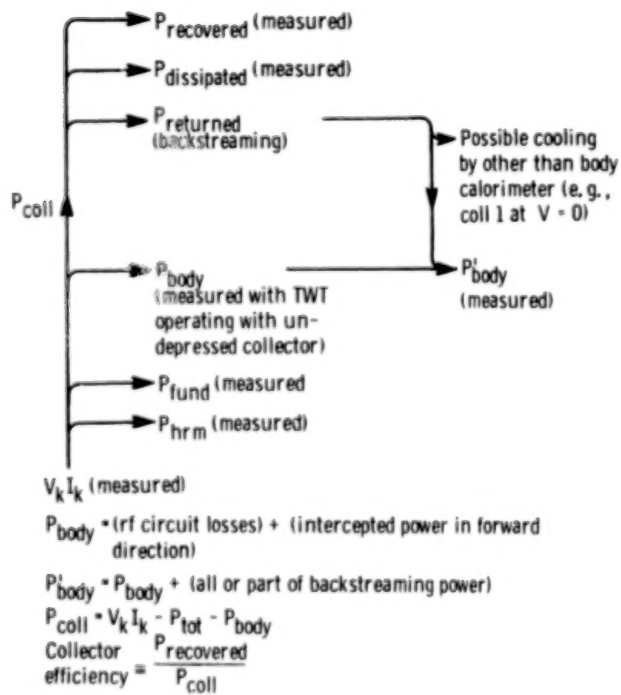 P_recovered (measured)
P_dissipated (measured)
P_returned
(backstreaming)
Possible cooling
by other than body
calorimeter (e. g.,
coll 1 at V = 0)
P_coll
P_body
(measured with TWT
operating with un-
depressed collector)
P'_body
(measured)
P_fund (measured
P_hrm (measured)
V_k I_k (measured)
P_body = (rf circuit losses) + (intercepted power in forward
direction)
P'_body = P_body + (all or part of backstreaming power)
P_coll = V_k I_k - P_tot - P_body
Collector
efficiency = P_recovered / P_coll